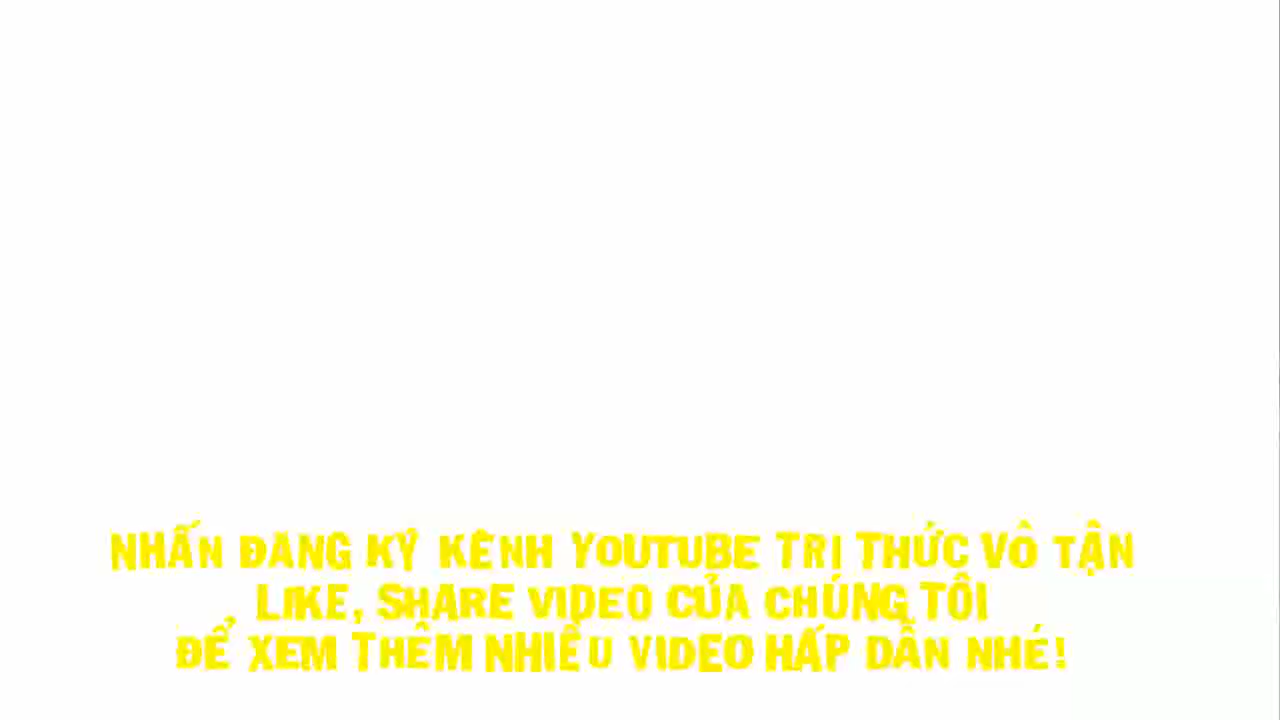 NHẤN ĐANG KÝ KÊNH YOUTUBE TRI THỨC VÔ TẬN
LIKE, SHARE VIDEO CỦA CHÚNG TÔI
ĐỂ XEM THÊM NHIỀU VIDEO HẤP DẪN NHÉ!